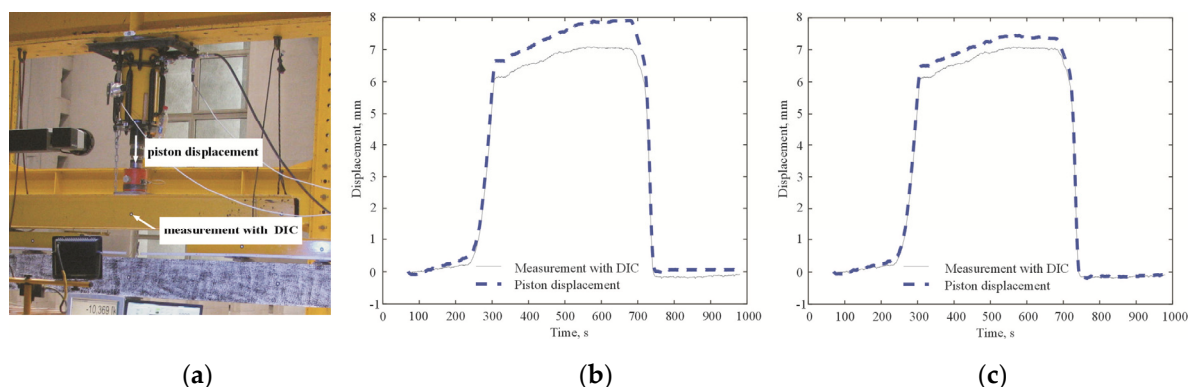 piston displacement
measurement with DIC
-10.369
(a)
8
7
6
5
4
3
2
1
0
-1
Displacement, mm
0 100 200 300 400 500 600 700 800 900 1000
Time, s
Measurement with DIC
Piston displacement
(b)
8
7
6
5
4
3
2
1
0
-1
Displacement, mm
0 100 200 300 400 500 600 700 800 900 1000
Time, s
Measurement with DIC
Piston displacement
(c)